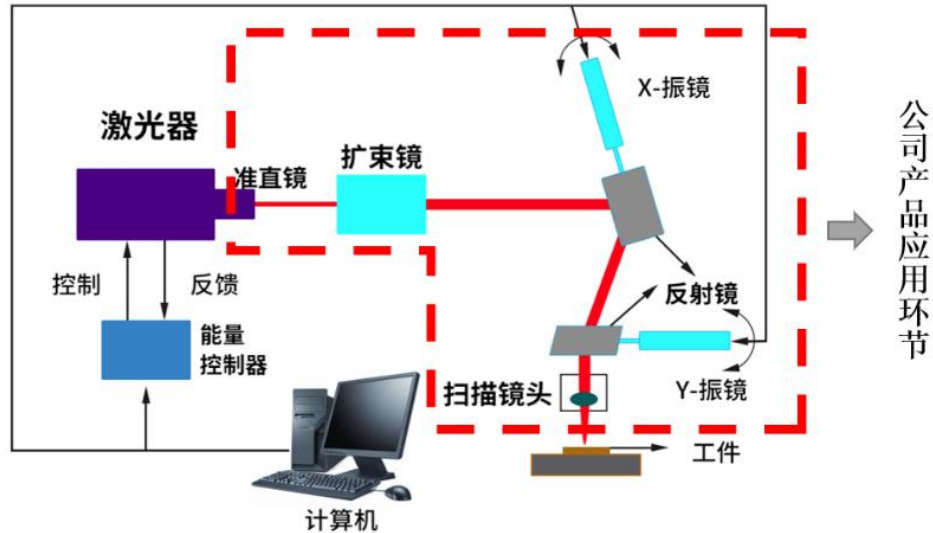 X-振镜
激光器
准直镜
扩束镜
控制
反馈
反射镜
能量
控制器
扫描镜头
Y-振镜
工件
计算机
公司产品应用环节